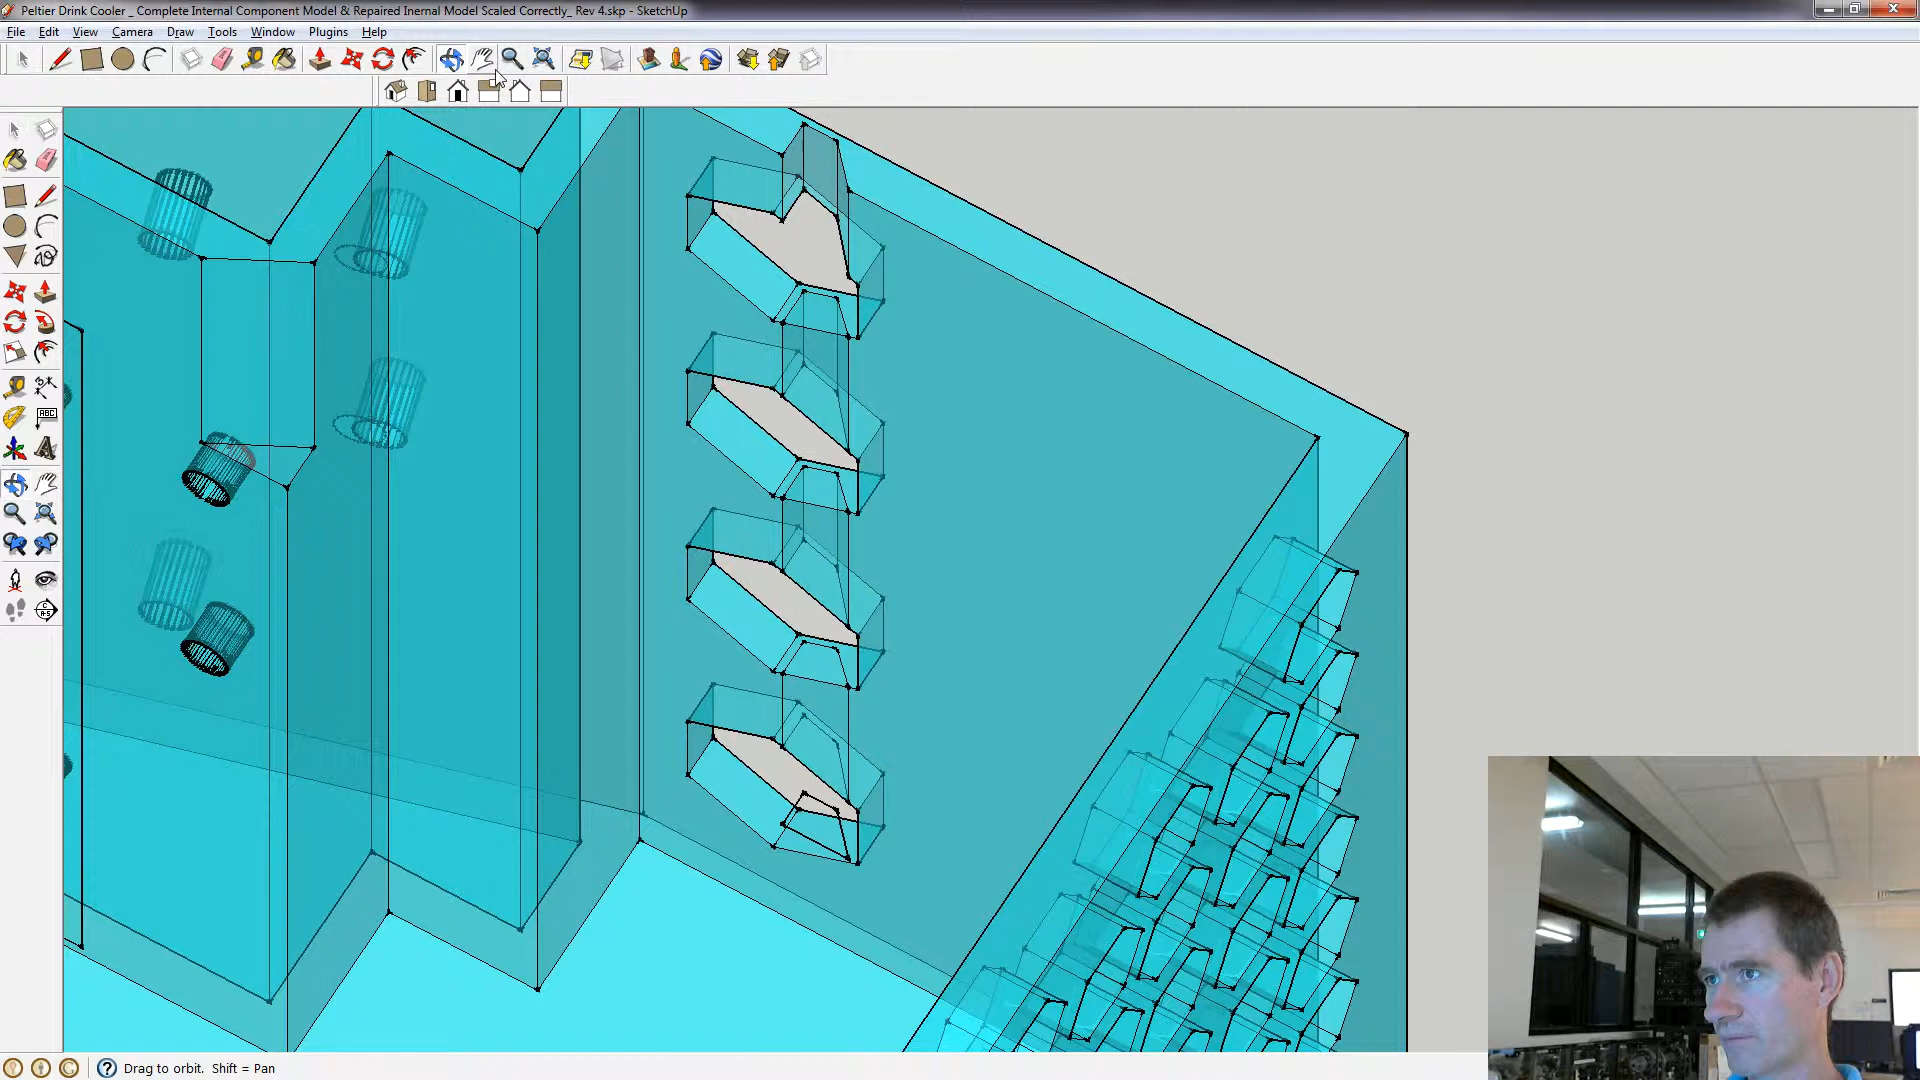 Peltier Drink Cooler _ Complete Internal Component Model & Repaired Inernal Model Scaled Correctly_ Rev 4.skp - SketchUp
File Edit View Camera Draw Tools Window Plugins Help
ABC
Drag to orbit. Shift = Pan